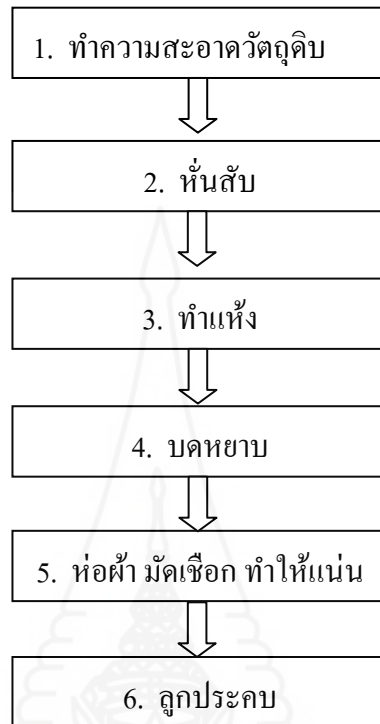 1. ทำความสะอาดวัตถุดิบ
2. หั่นสับ
3. ทำแห้ง
4. บดหยาบ
5. ห่อผ้า มัดเชือก ทำให้แน่น
6. ลูกประคบ